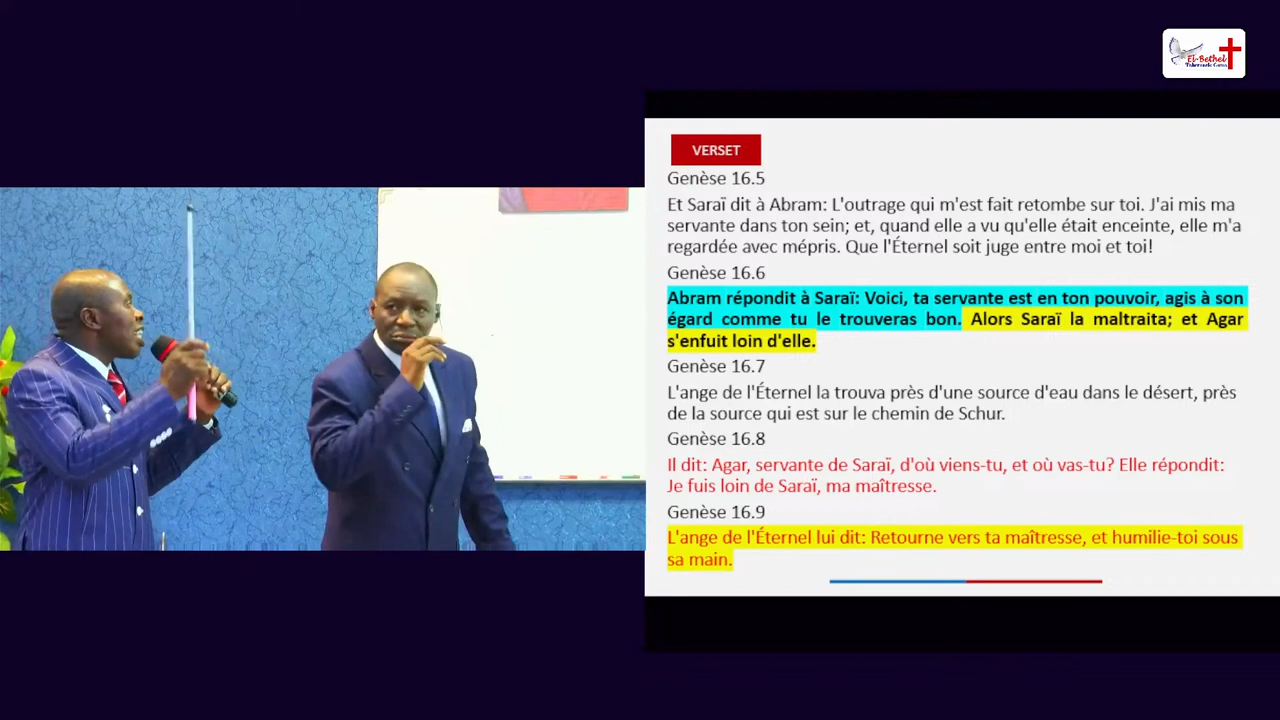 El-Bethel
Tabernacle
VERSET
Genèse 16.5
Et Saraï dit à Abram: L'outrage qui m'est fait retombe sur toi. J'ai mis ma
servante dans ton sein; et, quand elle a vu qu'elle était enceinte, elle m'a
regardée avec mépris. Que l'Éternel soit juge entre moi et toi!
Genèse 16.6
Abram répondit à Saraï: Voici, ta servante est en ton pouvoir, agis à son
égard comme tu le trouveras bon. Alors Saraï la maltraita; et Agar
s'enfuit loin d'elle.
Genèse 16.7
L'ange de l'Éternel la trouva près d'une source d'eau dans le désert, près
de la source qui est sur le chemin de Schur.
Genèse 16.8
Il dit: Agar, servante de Saraï, d'où viens-tu, et où vas-tu? Elle répondit:
Je fuis loin de Saraï, ma maîtresse.
Genèse 16.9
L'ange de l'Éternel lui dit: Retourne vers ta maîtresse, et humilie-toi sous
sa main.